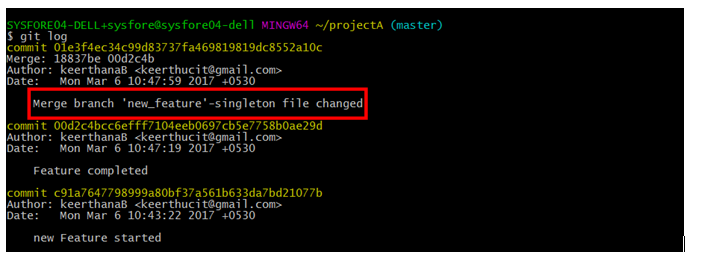 SYSFORE04-DELL+sysfore@sysfore04-dell MINGW64 ~/projectA (master)
$ git log
commit 01e3f4ec34c99d83737fa469819819dc8552a10c
Merge: 18837be 00d2c4b
Author: keerthanaB <keerthucit@gmail.com>
Date:   Mon Mar 6 10:47:59 2017 +0530
Merge branch 'new_feature'-singleton file changed
commit 00d2c4bcc6efff7104eeb0697cb5e7758b0ae29d
Author: keerthanaB <keerthucit@gmail.com>
Date:   Mon Mar 6 10:47:19 2017 +0530
Feature completed
commit c91a7647798999a80bf37a561b633da7bd21077b
Author: keerthanaB <keerthucit@gmail.com>
Date:   Mon Mar 6 10:43:22 2017 +0530
new Feature started